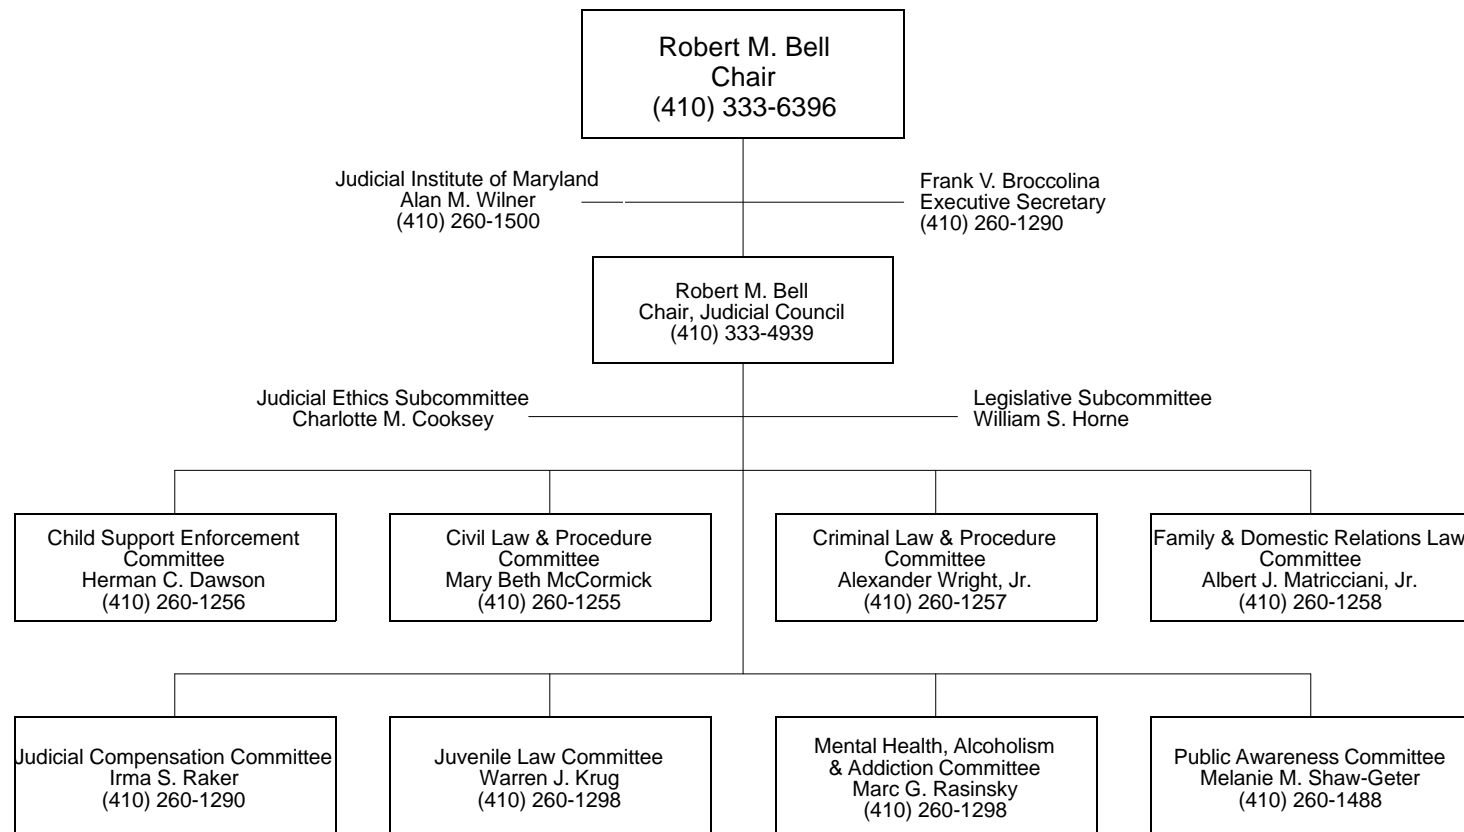 Robert M. Bell
Chair
(410) 333-6396
Judicial Institute of Maryland
Alan M. Wilner
(410) 260-1500
Frank V. Broccolina
Executive Secretary
(410) 260-1290
Robert M. Bell
Chair, Judicial Council
(410) 333-4939
Judicial Ethics Subcommittee
Charlotte M. Cooksey
Legislative Subcommittee
William S. Horne
Child Support Enforcement
Committee
Herman C. Dawson
(410) 260-1256
Civil Law & Procedure
Committee
Mary Beth McCormick
(410) 260-1255
Criminal Law & Procedure
Committee
Alexander Wright, Jr.
(410) 260-1257
Family & Domestic Relations Law
Committee
Albert J. Matricciani, Jr.
(410) 260-1258
Judicial Compensation Committee
Irma S. Raker
(410) 260-1290
Juvenile Law Committee
Warren J. Krug
(410) 260-1298
Mental Health, Alcoholism
& Addiction Committee
Marc G. Rasinsky
(410) 260-1298
Public Awareness Committee
Melanie M. Shaw-Geter
(410) 260-1488